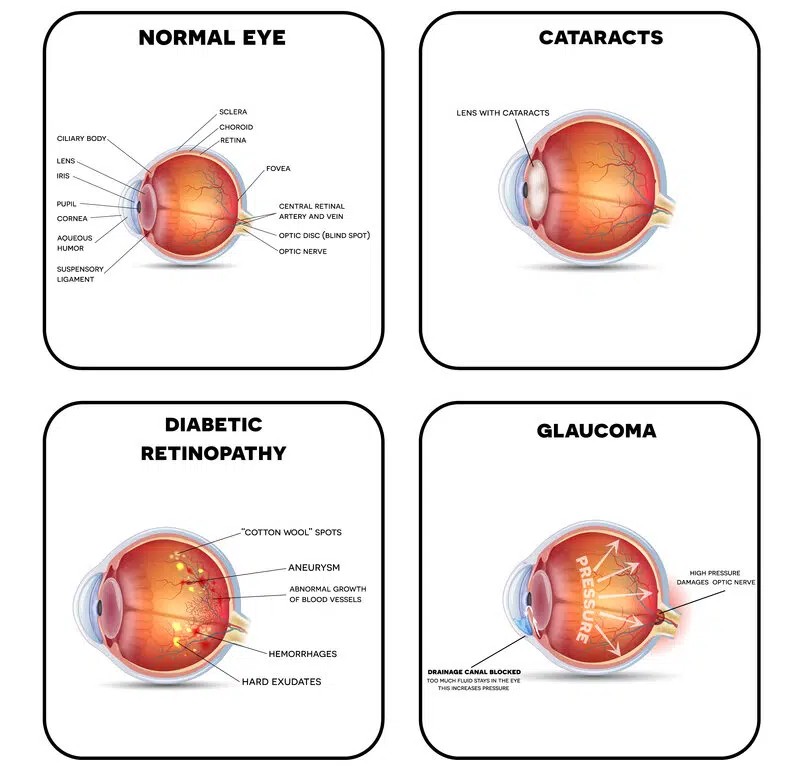 NORMAL EYE
SCLERA
CHOROID
RETINA
CILIARY BODY
LENS
IRIS
FOVEA
PUPIL
CORNEA
CENTRAL RETINAL
ARTERY AND VEIN
AQUEOUS
HUMOR
OPTIC DISC (BLIND SPOT)
OPTIC NERVE
SUSPENSORY
LIGAMENT
CATARACTS
LENS WITH CATARACTS
DIABETIC
RETINOPATHY
"COTTON WOOL" SPOTS
ANEURYSM
ABNORMAL GROWTH
OF BLOOD VESSELS
HEMORRHAGES
HARD EXUDATES
GLAUCOMA
PRESSURE
HIGH PRESSURE
DAMAGES OPTIC NERVE
DRAINAGE CANAL BLOCKED
TOO MUCH FLUID STAYS IN THE EYE
THIS INCREASES PRESSURE